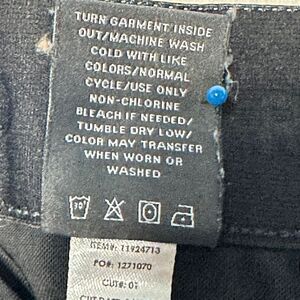 TURN GARMENT INSIDE
OUT/MACHINE WASH
COLD WITH LIKE
COLORS/NORMAL
CYCLE/USE ONLY
NON-CHLORINE
BLEACH IF NEEDED/
TUMBLE DRY LOW/
COLOR MAY TRANSFER
WHEN WORN OR
WASHED
ITEM#: 11924713
PO#: 1271070
CUT#: 01